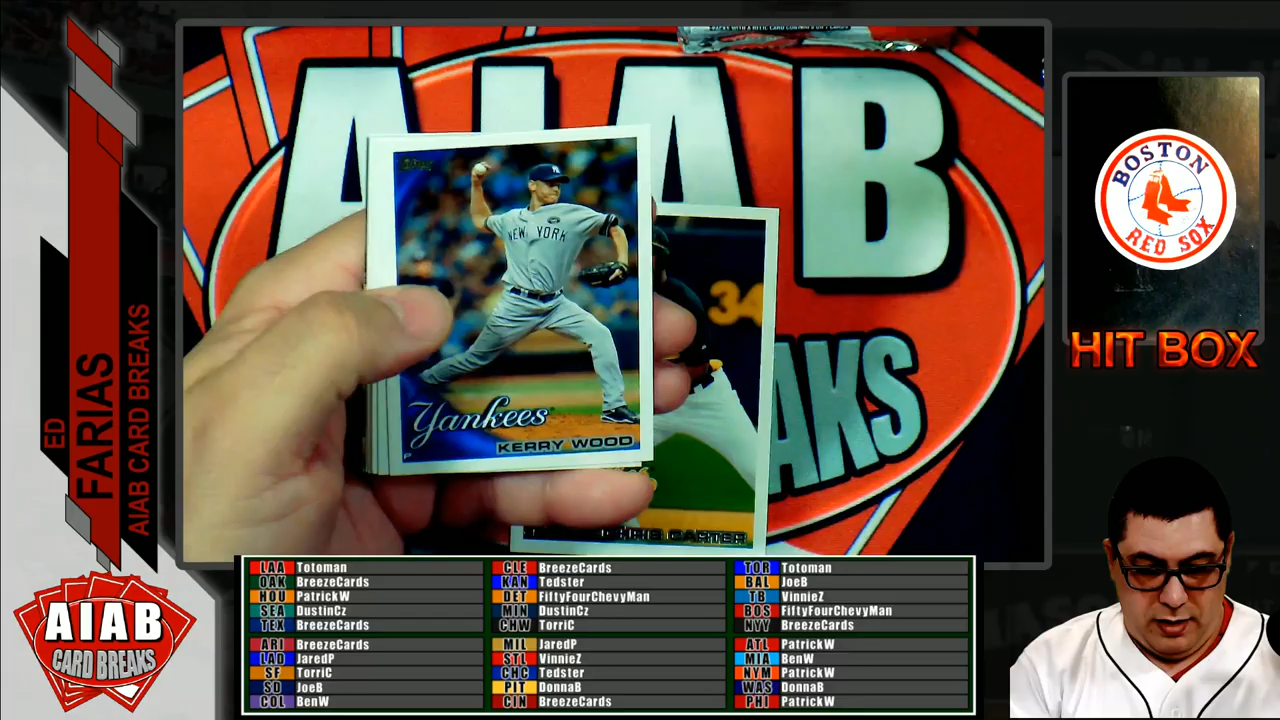 ED
FARIAS
AIAB CARD BREAKS
AIAB
CARD BREAKS
AIAB
AKS
Topps
NEW YORK
Yankees
KERRY WOOD
P
34
CHRIS CARTER
BOSTON
RED SOX
HIT BOX
LAA Totoman
OAK BreezeCards
HOU PatrickW
SEA DustinCz
TEX BreezeCards
ARI BreezeCards
LAD JaredP
SF TorriC
SD JoeB
COL BenW
CLE BreezeCards
KAN Tedster
DET FiftyFourChevyMan
MIN DustinCz
CHW TorriC
MIL JaredP
STL VinnieZ
CHC Tedster
PIT DonnaB
CIN BreezeCards
TOR Totoman
BAL JoeB
TB VinnieZ
BOS FiftyFourChevyMan
NYY BreezeCards
ATL PatrickW
MIA BenW
NYM PatrickW
WAS DonnaB
PHI PatrickW